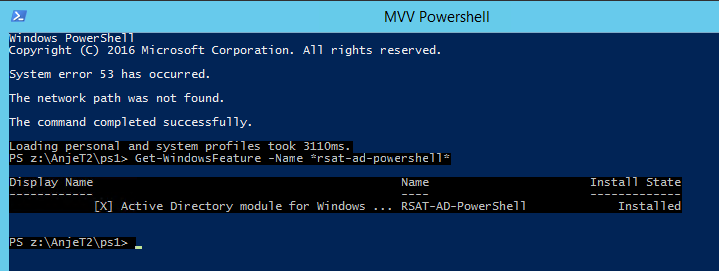 MVV Powershell
Windows PowerShell
Copyright (C) 2016 Microsoft Corporation. All rights reserved.
System error 53 has occurred.
The network path was not found.
The command completed successfully.
Loading personal and system profiles took 3110ms.
PS z:\AnjeT2\ps1> Get-WindowsFeature -Name *rsat-ad-powershell*
Display Name Name Install State
------------ ---- -------------
[X] Active Directory module for Windows ... RSAT-AD-PowerShell Installed
PS z:\AnjeT2\ps1>